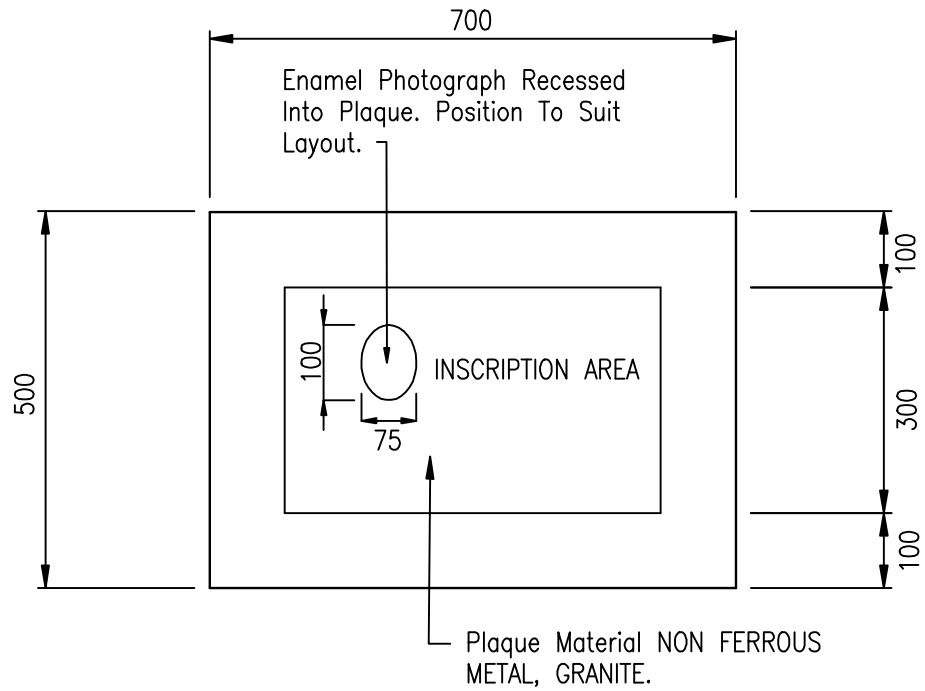 700
Enamel Photograph Recessed
Into Plaque. Position To Suit
Layout.
100
500
100
INSCRIPTION AREA
300
75
100
Plaque Material NON FERROUS
METAL, GRANITE.